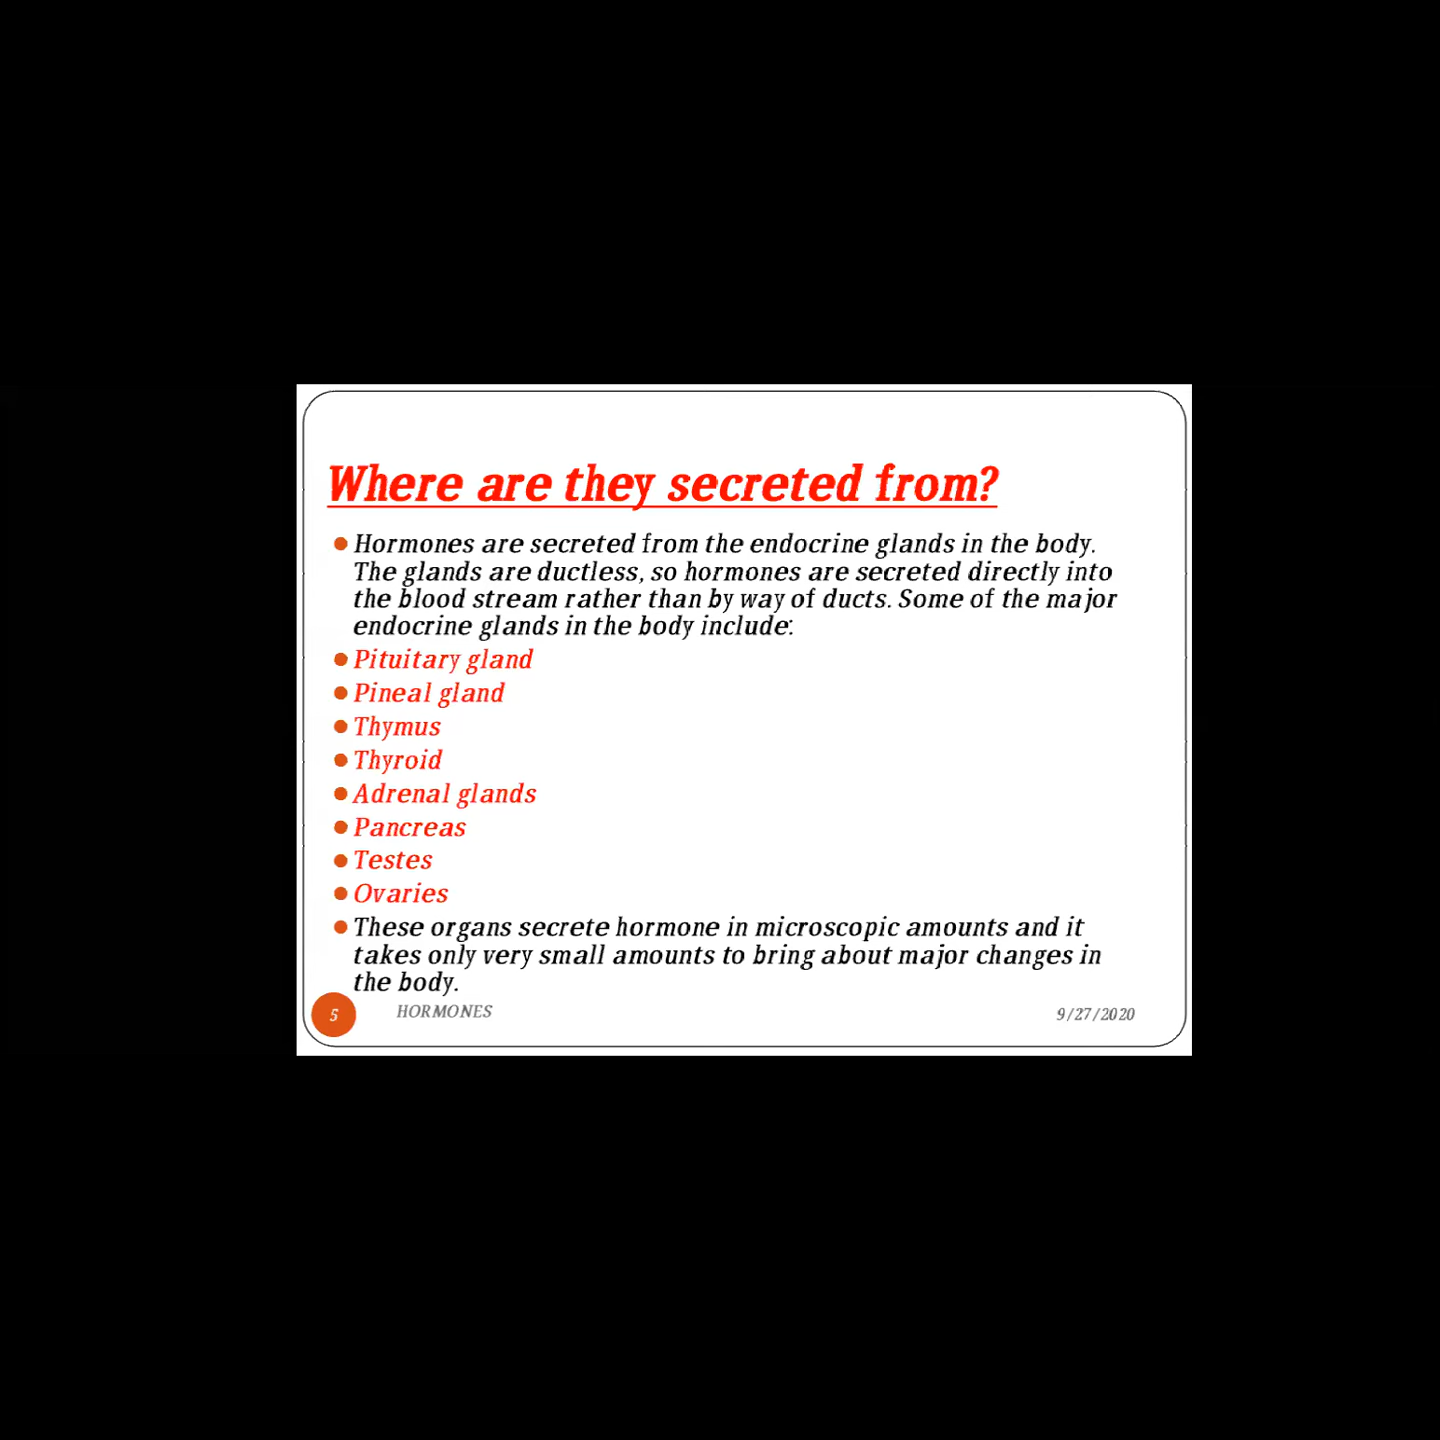 Where are they secreted from?
Hormones are secreted from the endocrine glands in the body.
The glands are ductless, so hormones are secreted directly into
the blood stream rather than by way of ducts. Some of the major
endocrine glands in the body include:
Pituitary gland
Pineal gland
Thymus
Thyroid
Adrenal glands
Pancreas
Testes
Ovaries
These organs secrete hormone in microscopic amounts and it
takes only very small amounts to bring about major changes in
the body.
5
HORMONES
9/27/2020